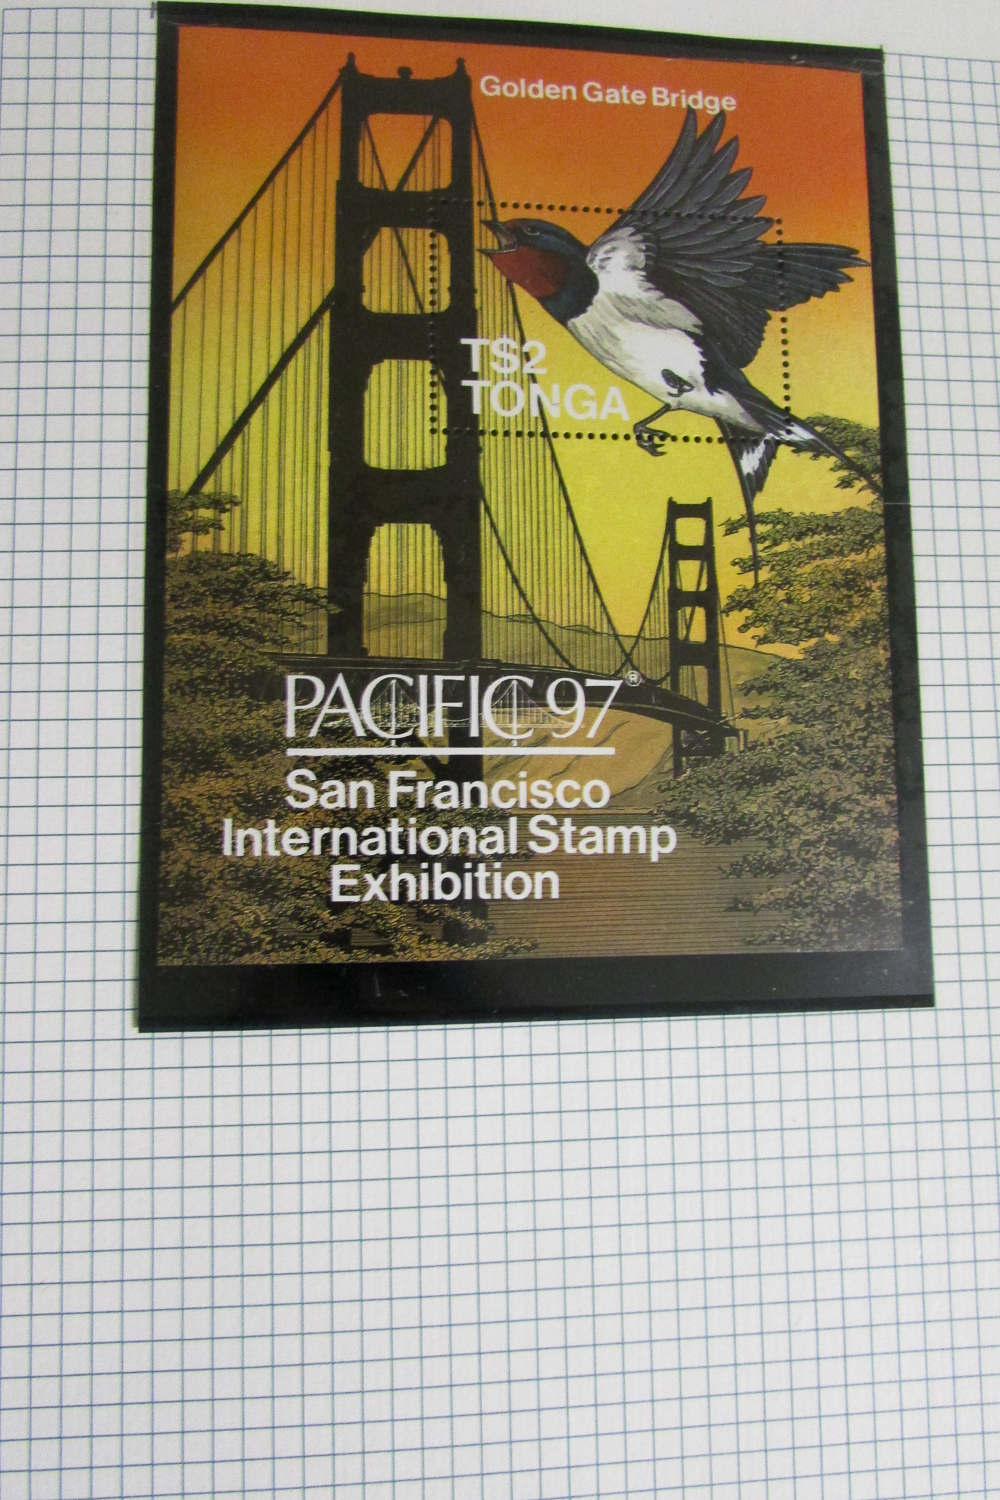 Golden Gate Bridge
T$2
TONGA
PACIFIC 97®
San Francisco
International Stamp
Exhibition